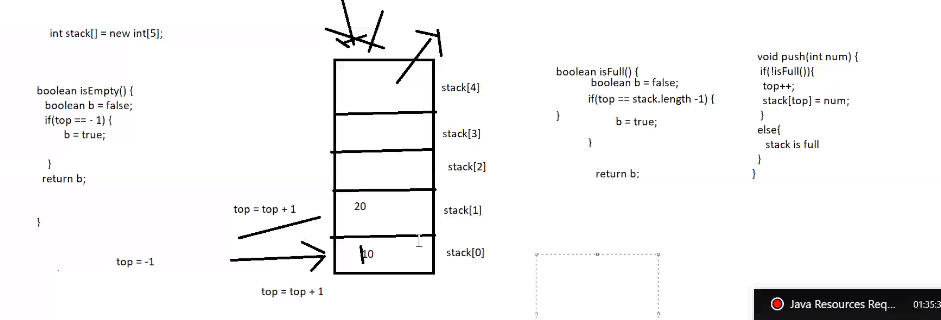 int stack[] = new int[5];
boolean isEmpty() {
boolean b = false;
if(top == - 1) {
b = true;
}
return b;
}
top = top + 1
top = -1
top = top + 1
20
10
stack[4]
stack[3]
stack[2]
stack[1]
stack[0]
boolean isFull() {
boolean b = false;
if(top == stack.length -1) {
}
b = true;
}
return b;
void push(int num) {
if(!isFull()){
top++;
stack[top] = num;
}
else{
stack is full
}
}
Java Resources Req...